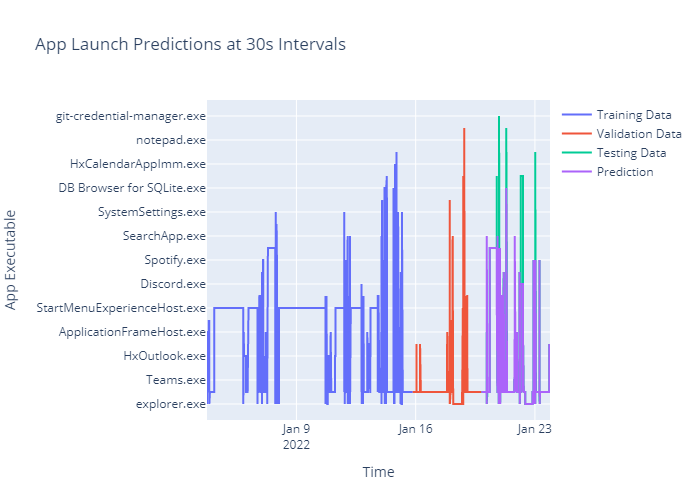 App Launch Predictions at 30s Intervals
git-credential-manager.exe
notepad.exe
HxCalendarAppImm.exe
DB Browser for SQLite.exe
SystemSettings.exe
SearchApp.exe
Spotify.exe
Discord.exe
StartMenuExperienceHost.exe
ApplicationFrameHost.exe
HxOutlook.exe
Teams.exe
explorer.exe
App Executable
Jan 9
2022
Jan 16
Jan 23
Time
Training Data
Validation Data
Testing Data
Prediction